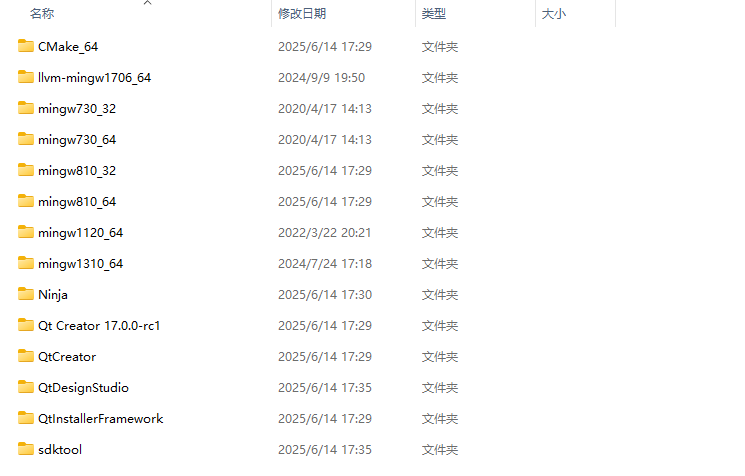 名称 修改日期 类型 大小
CMake_64 2025/6/14 17:29 文件夹
llvm-mingw1706_64 2024/9/9 19:50 文件夹
mingw730_32 2020/4/17 14:13 文件夹
mingw730_64 2020/4/17 14:13 文件夹
mingw810_32 2025/6/14 17:29 文件夹
mingw810_64 2025/6/14 17:29 文件夹
mingw1120_64 2022/3/22 20:21 文件夹
mingw1310_64 2024/7/24 17:18 文件夹
Ninja 2025/6/14 17:30 文件夹
Qt Creator 17.0.0-rc1 2025/6/14 17:29 文件夹
QtCreator 2025/6/14 17:29 文件夹
QtDesignStudio 2025/6/14 17:35 文件夹
QtInstallerFramework 2025/6/14 17:29 文件夹
sdktool 2025/6/14 17:35 文件夹